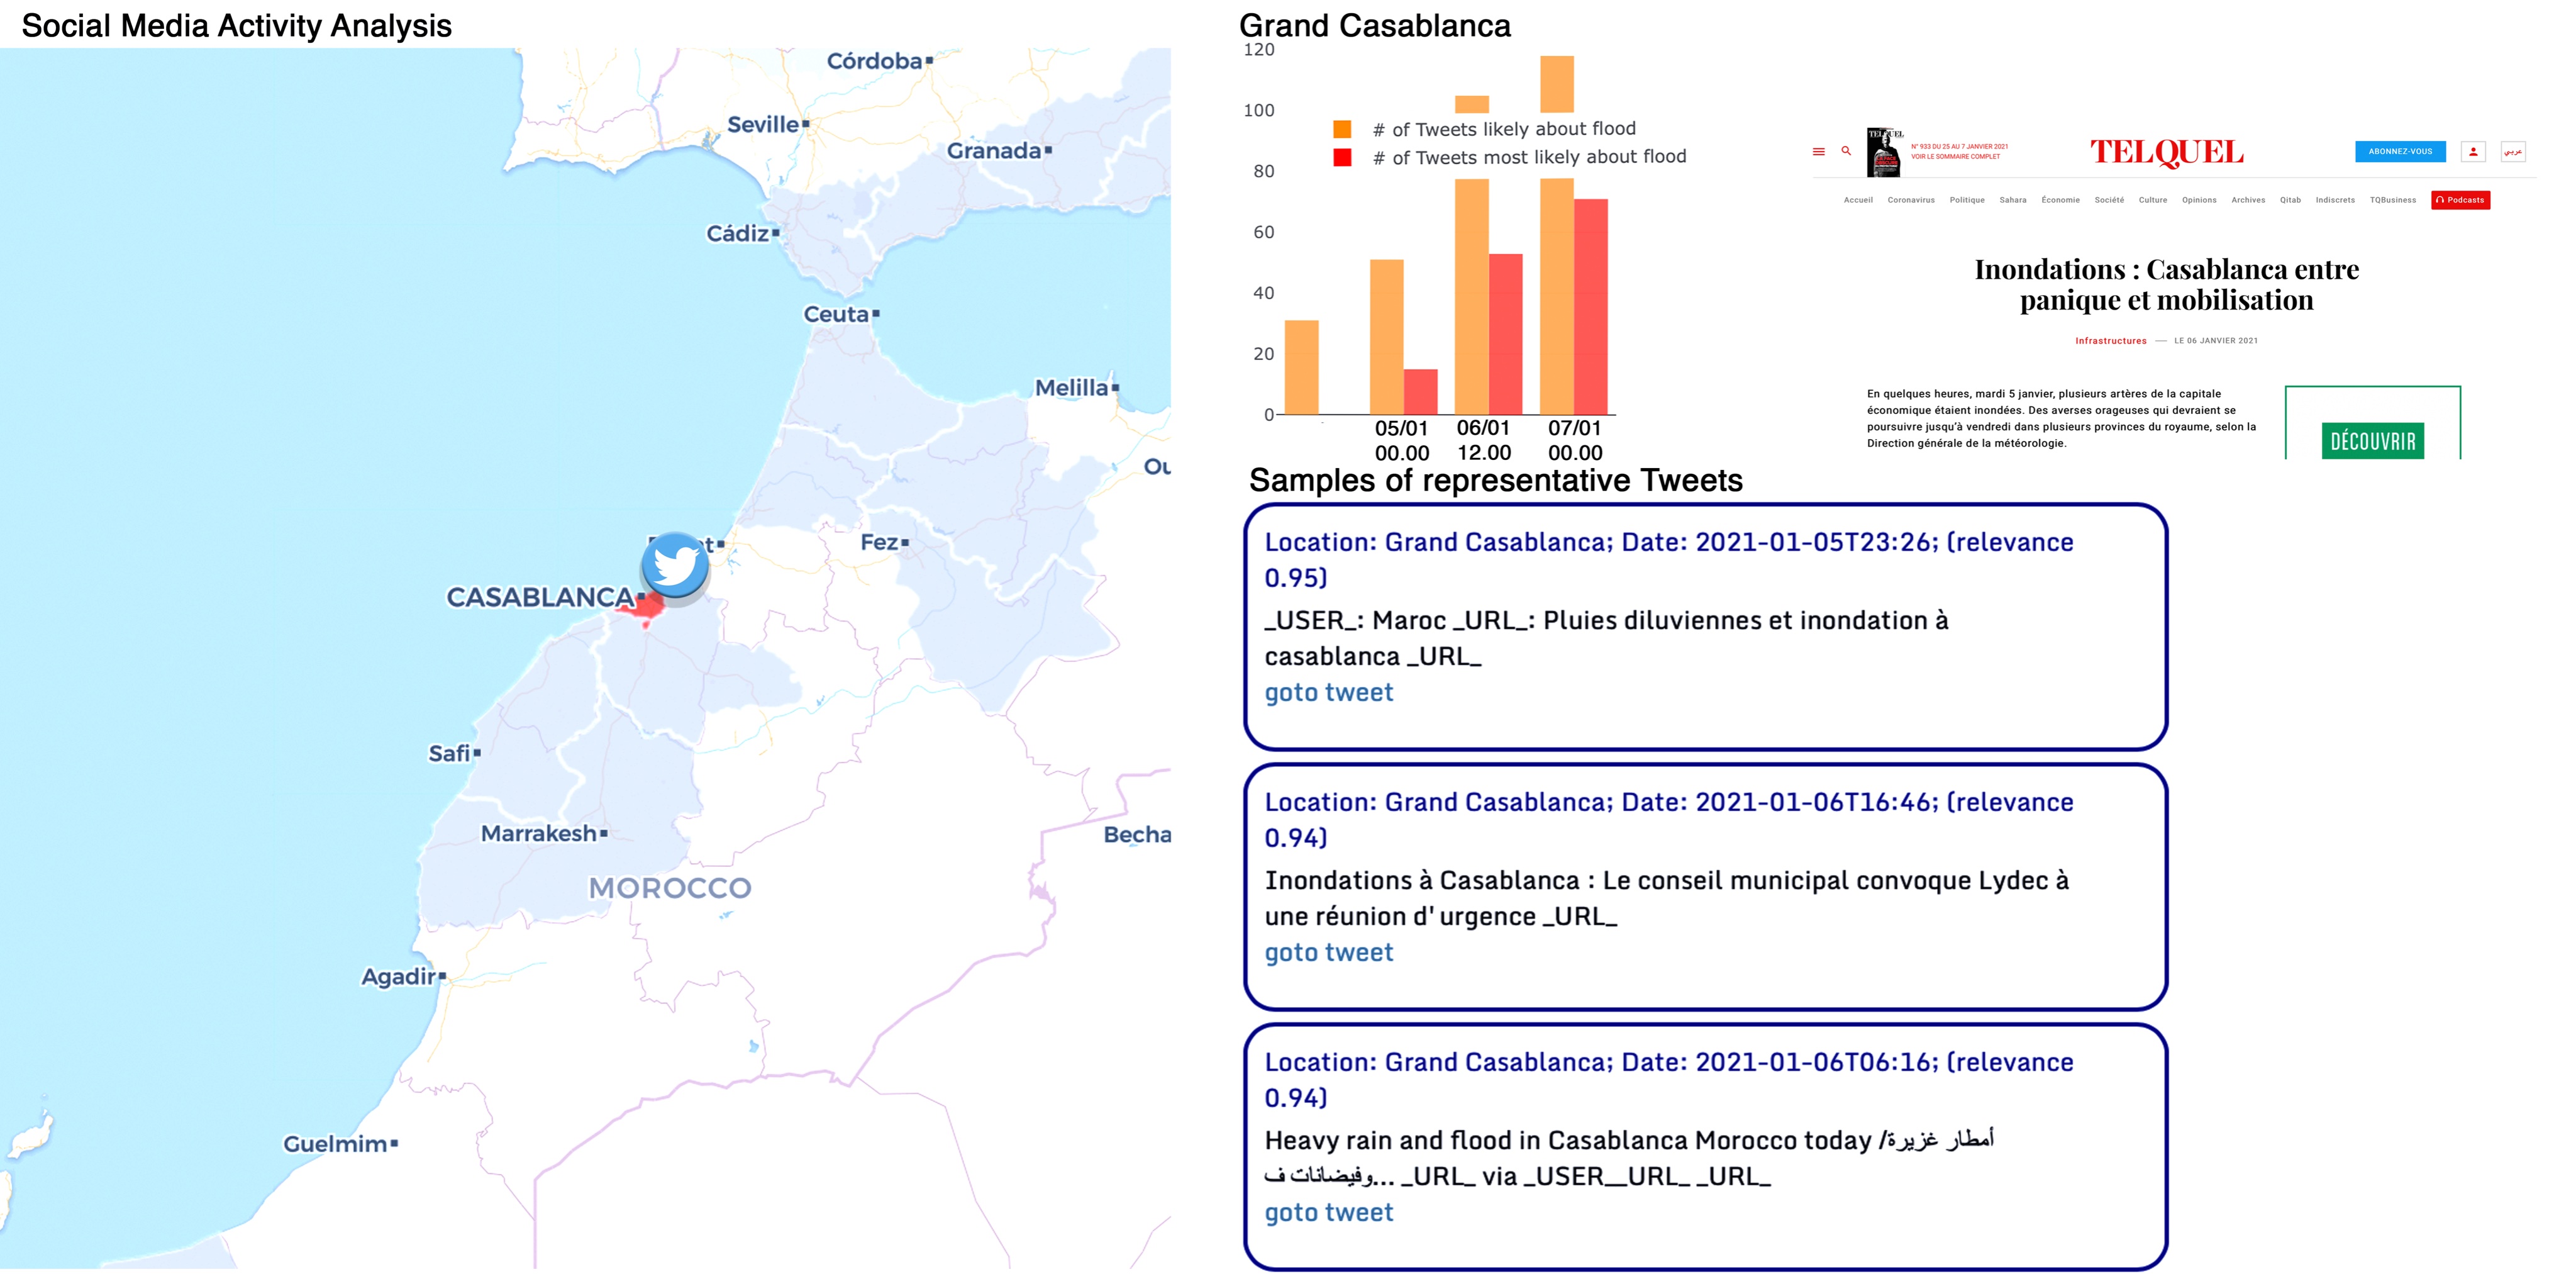 Social Media Activity Analysis
Córdoba
Seville
Granada
Cádiz
Ceuta
Melilla
Ou
Fez
CASABLANCA
Safi
Marrakesh
MOROCCO
Becha
Agadir
Guelmim
Grand Casablanca
120
100
80
60
40
20
0
# of Tweets likely about flood
# of Tweets most likely about flood
05/01 00.00
06/01 12.00
07/01 00.00
TELQUEL
N° 933 DU 25 AU 7 JANVIER 2021
VOIR LE SOMMAIRE COMPLET
TELQUEL
ABONNEZ-VOUS
عربي
Accueil Coronavirus Politique Sahara Économie Société Culture Opinions Archives Qitab Indiscrets TQBusiness Podcasts
Inondations : Casablanca entre
panique et mobilisation
Infrastructures — LE 06 JANVIER 2021
En quelques heures, mardi 5 janvier, plusieurs artères de la capitale
économique étaient inondées. Des averses orageuses qui devraient se
poursuivre jusqu'à vendredi dans plusieurs provinces du royaume, selon la
Direction générale de la météorologie.
DÉCOUVRIR
Samples of representative Tweets
Location: Grand Casablanca; Date: 2021-01-05T23:26; (relevance
0.95)
_USER_: Maroc _URL_: Pluies diluviennes et inondation à
casablanca _URL_
goto tweet
Location: Grand Casablanca; Date: 2021-01-06T16:46; (relevance
0.94)
Inondations à Casablanca : Le conseil municipal convoque Lydec à
une réunion d' urgence _URL_
goto tweet
Location: Grand Casablanca; Date: 2021-01-06T06:16; (relevance
0.94)
Heavy rain and flood in Casablanca Morocco today /أمطار غزيرة
وفيضانات ف... _URL_ via _USER__URL_ _URL_
goto tweet